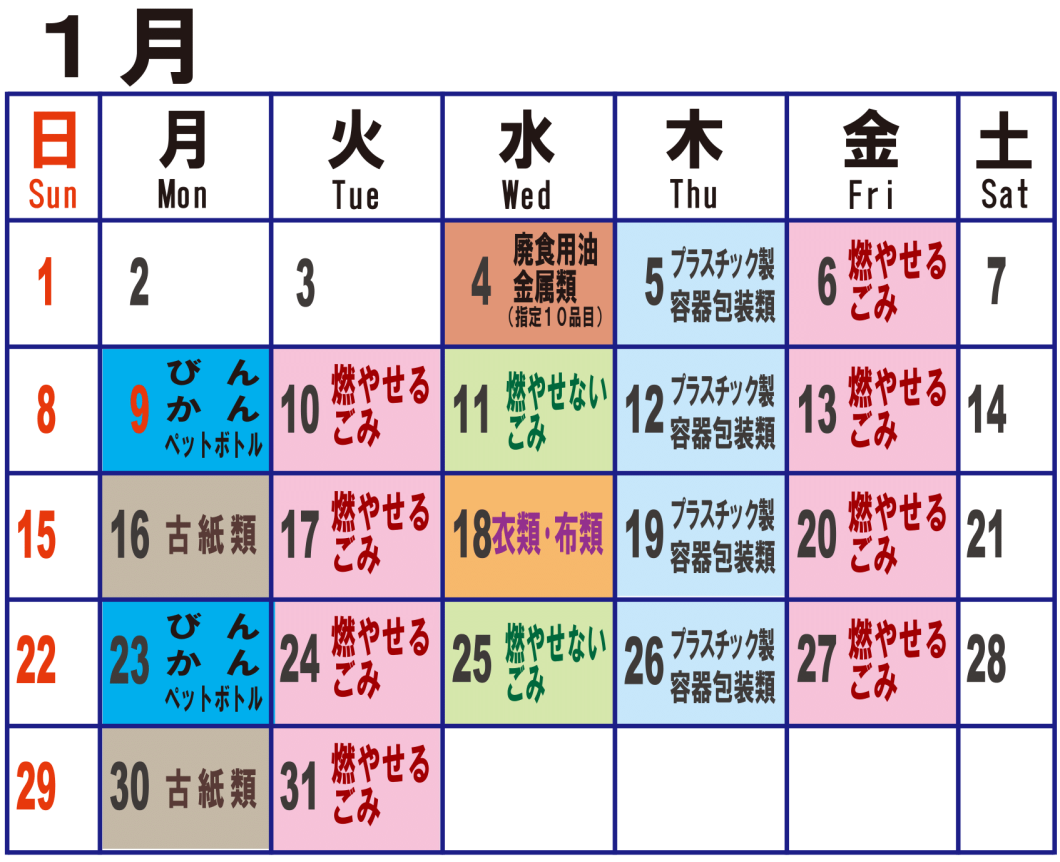 1月
日 月 火 水 木 金 土
Sun Mon Tue Wed Thu Fri Sat
1
2
3
4 廃食用油
金属類
(指定10品目)
5 プラスチック製
容器包装類
6 燃やせる
ごみ
7
8
9 びん
かん
ペットボトル
10 燃やせる
ごみ
11 燃やせない
ごみ
12 プラスチック製
容器包装類
13 燃やせる
ごみ
14
15
16 古紙類
17 燃やせる
ごみ
18 衣類・布類
19 プラスチック製
容器包装類
20 燃やせる
ごみ
21
22
23 びん
かん
ペットボトル
24 燃やせる
ごみ
25 燃やせない
ごみ
26 プラスチック製
容器包装類
27 燃やせる
ごみ
28
29
30 古紙類
31 燃やせる
ごみ